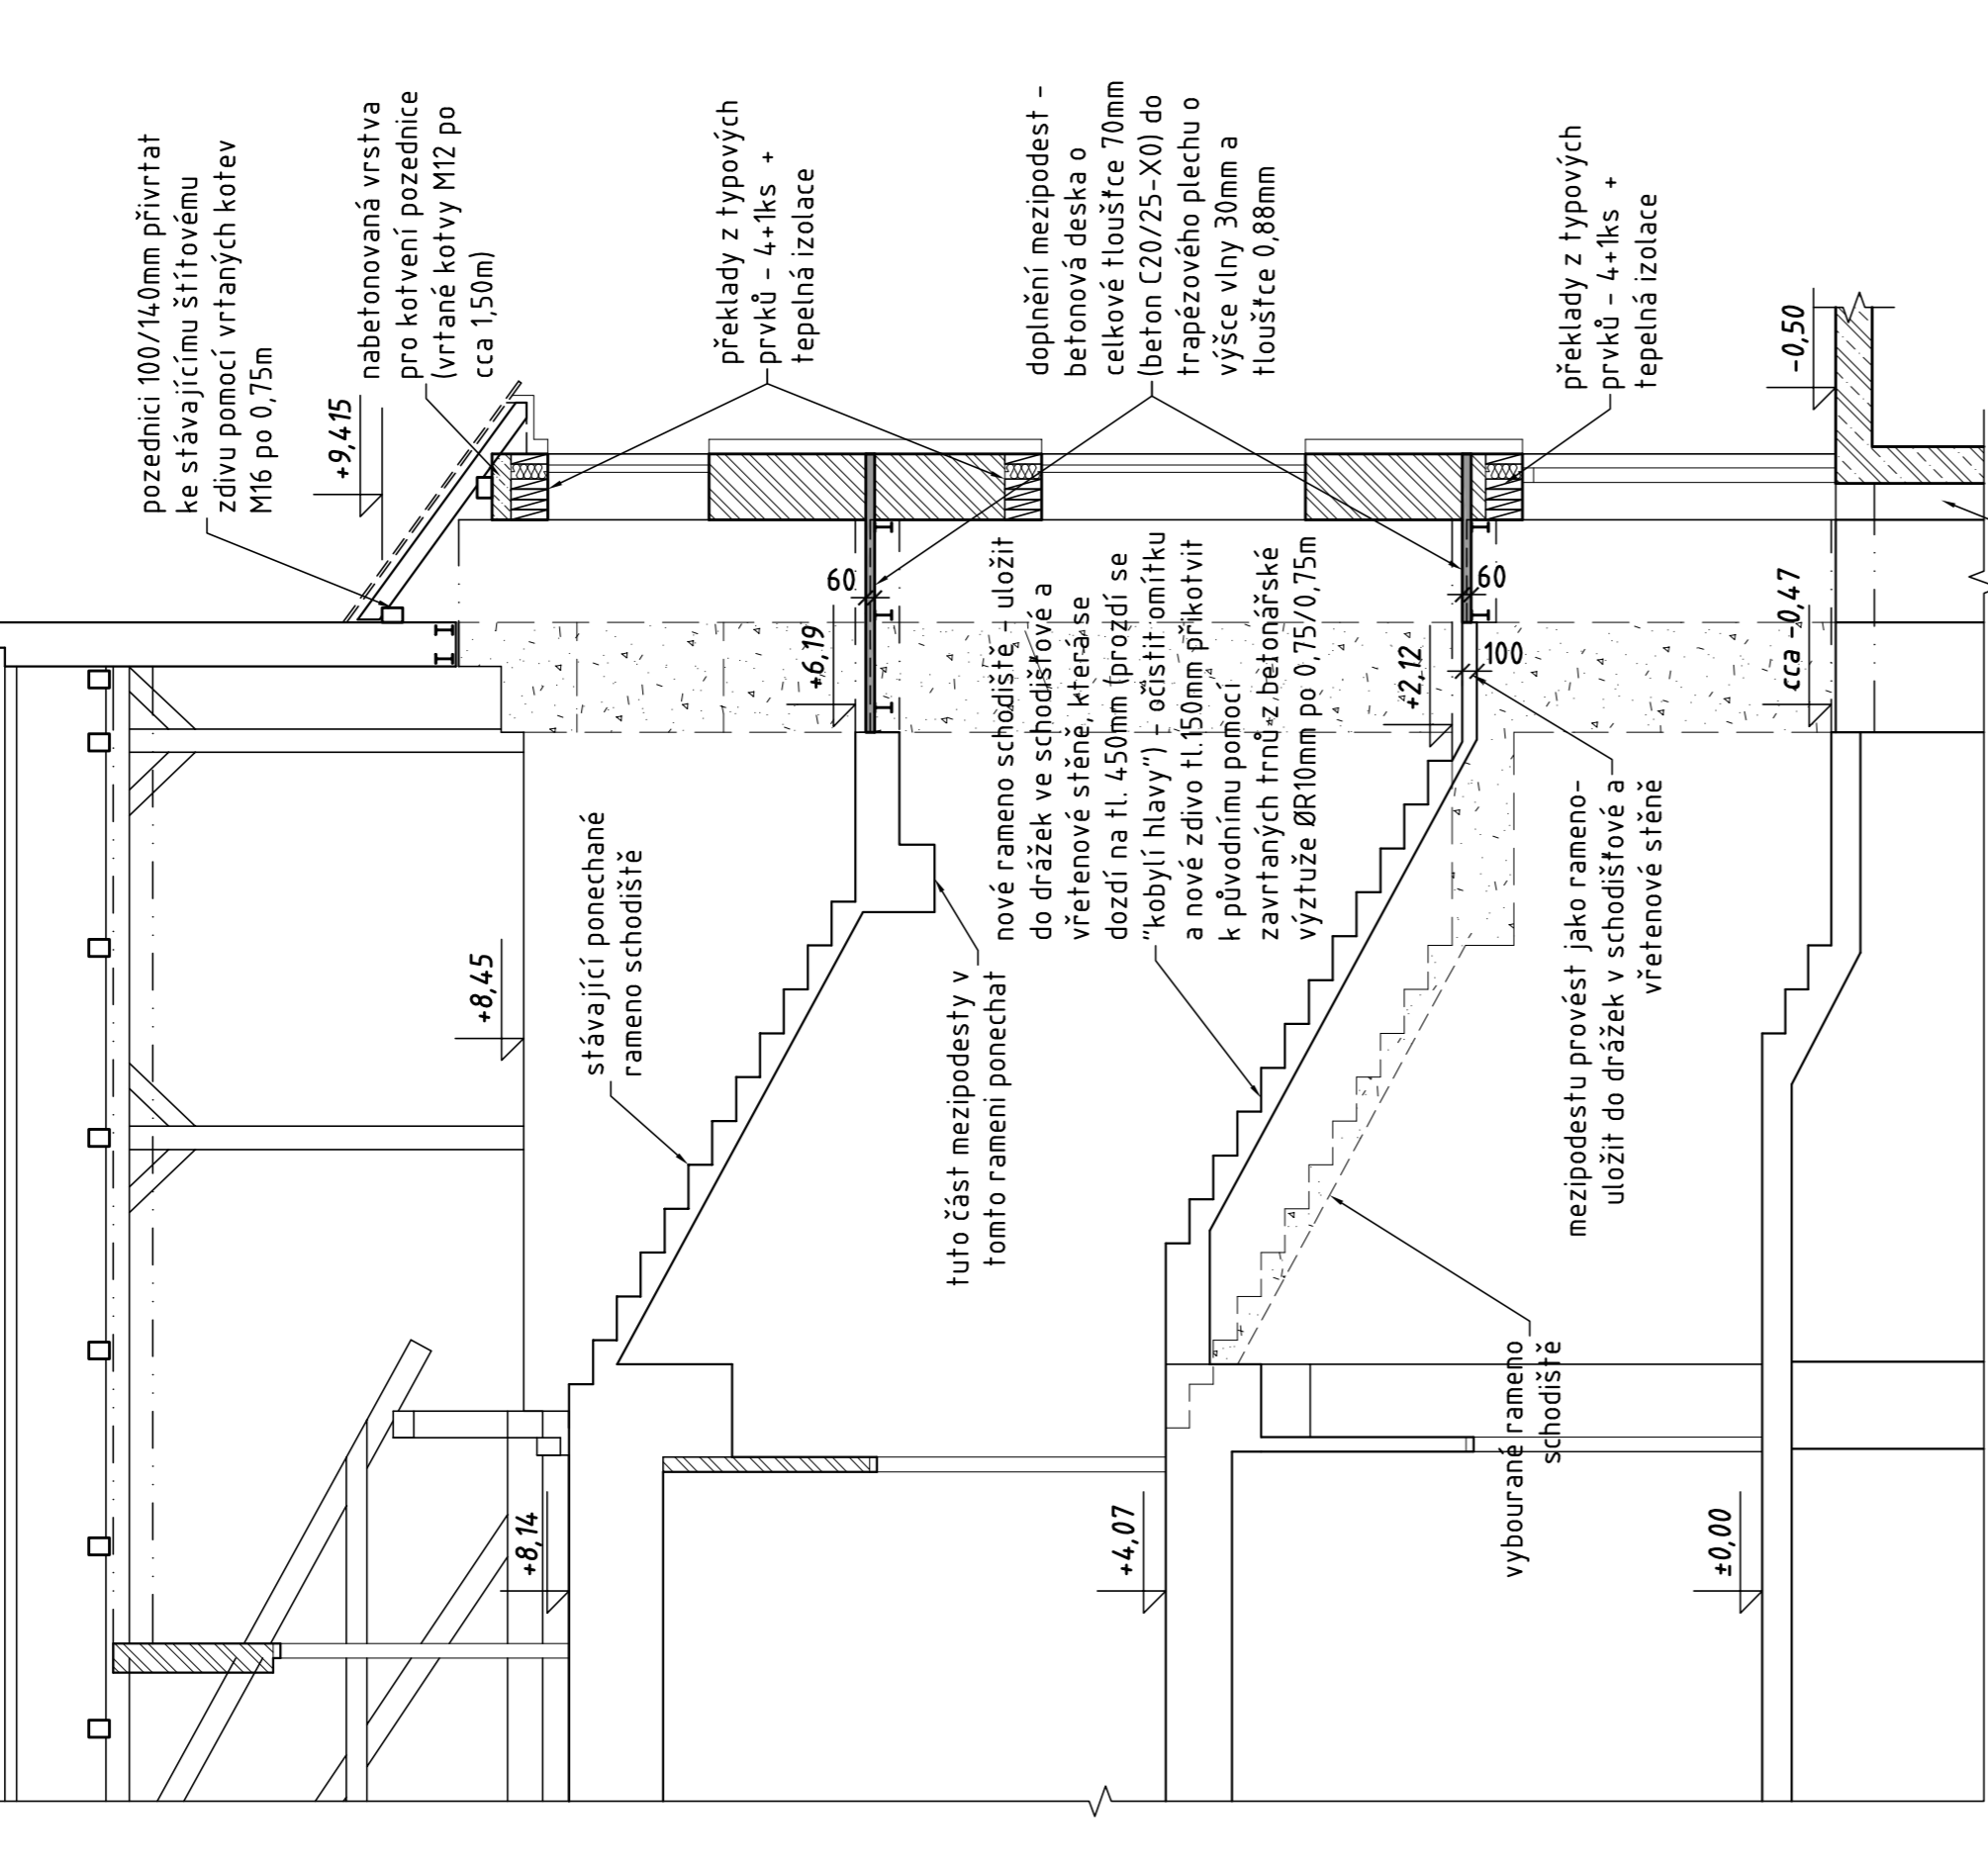 pozednici 100/140mm přivrtat
ke stávajícímu štítovému
zdivu pomocí vrtaných kotev
M16 po 0,75m
+9,415
nabetonovaná vrstva
pro kotvení pozednice
(vrtané kotvy M12 po
cca 1,50m)
překlady z typových
prvků - 4+1ks +
tepelná izolace
doplnění mezipodest -
betonová deska o
celkové tloušťce 70mm
(beton C20/25-X0) do
trapézového plechu o
výšce vlny 30mm a
tloušťce 0,88mm
překlady z typových
prvků - 4+1ks +
tepelná izolace
-0,50
60
+6,19
nové rameno schodiště - uložit
do drážek ve schodišťové a
vřetenové stěně, která se
dozdí na tl. 450mm (prozdí se
"kobylí hlavy") - očistit omítku
a nové zdivo tl.150mm přikotvit
k původnímu pomocí
zavrtaných trnů z betonářské
výztuže ØR10mm po 0,75/0,75m
60
+2,12
100
cca -0,47
+8,45
stávající ponechané
rameno schodiště
tuto část mezipodesty v
tomto rameni ponechat
mezipodestu provést jako rameno-
uložit do drážek v schodišťové a
vřetenové stěně
vybourané rameno
schodiště
+8,14
+4,07
±0,00